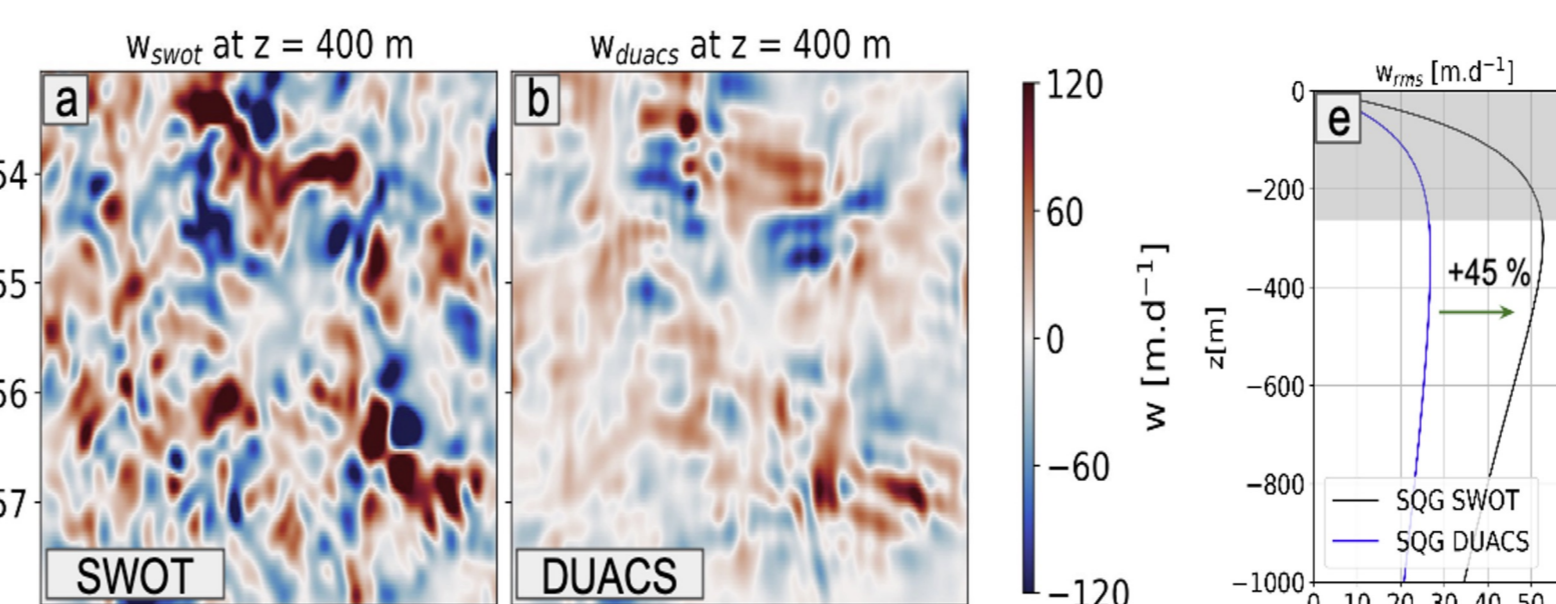 w_swot at z = 400 m
w_duacs at z = 400 m
a
b
54
55
56
57
SWOT
DUACS
120
60
0
−60
−120
w [m.d⁻¹]
w_rms [m.d⁻¹]
e
0
−200
−400
−600
−800
−1000
z[m]
+45 %
SQG SWOT
SQG DUACS
0 10 20 30 40 50